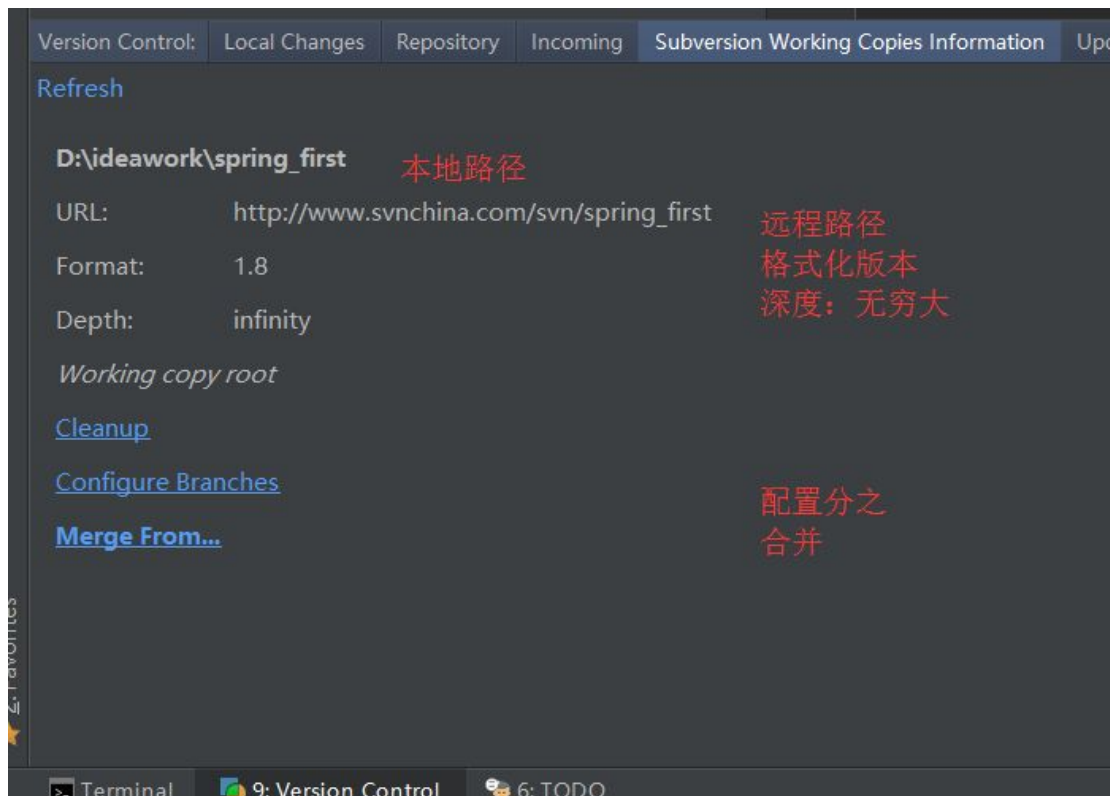 Version Control: Local Changes Repository Incoming Subversion Working Copies Information
Refresh
D:\ideawork\spring_first 本地路径
URL: http://www.svnchina.com/svn/spring_first 远程路径
Format: 1.8 格式化版本
Depth: infinity 深度：无穷大
Working copy root
Cleanup
Configure Branches 配置分之
Merge From... 合并
2: Favorites
Terminal 9: Version Control 6: TODO